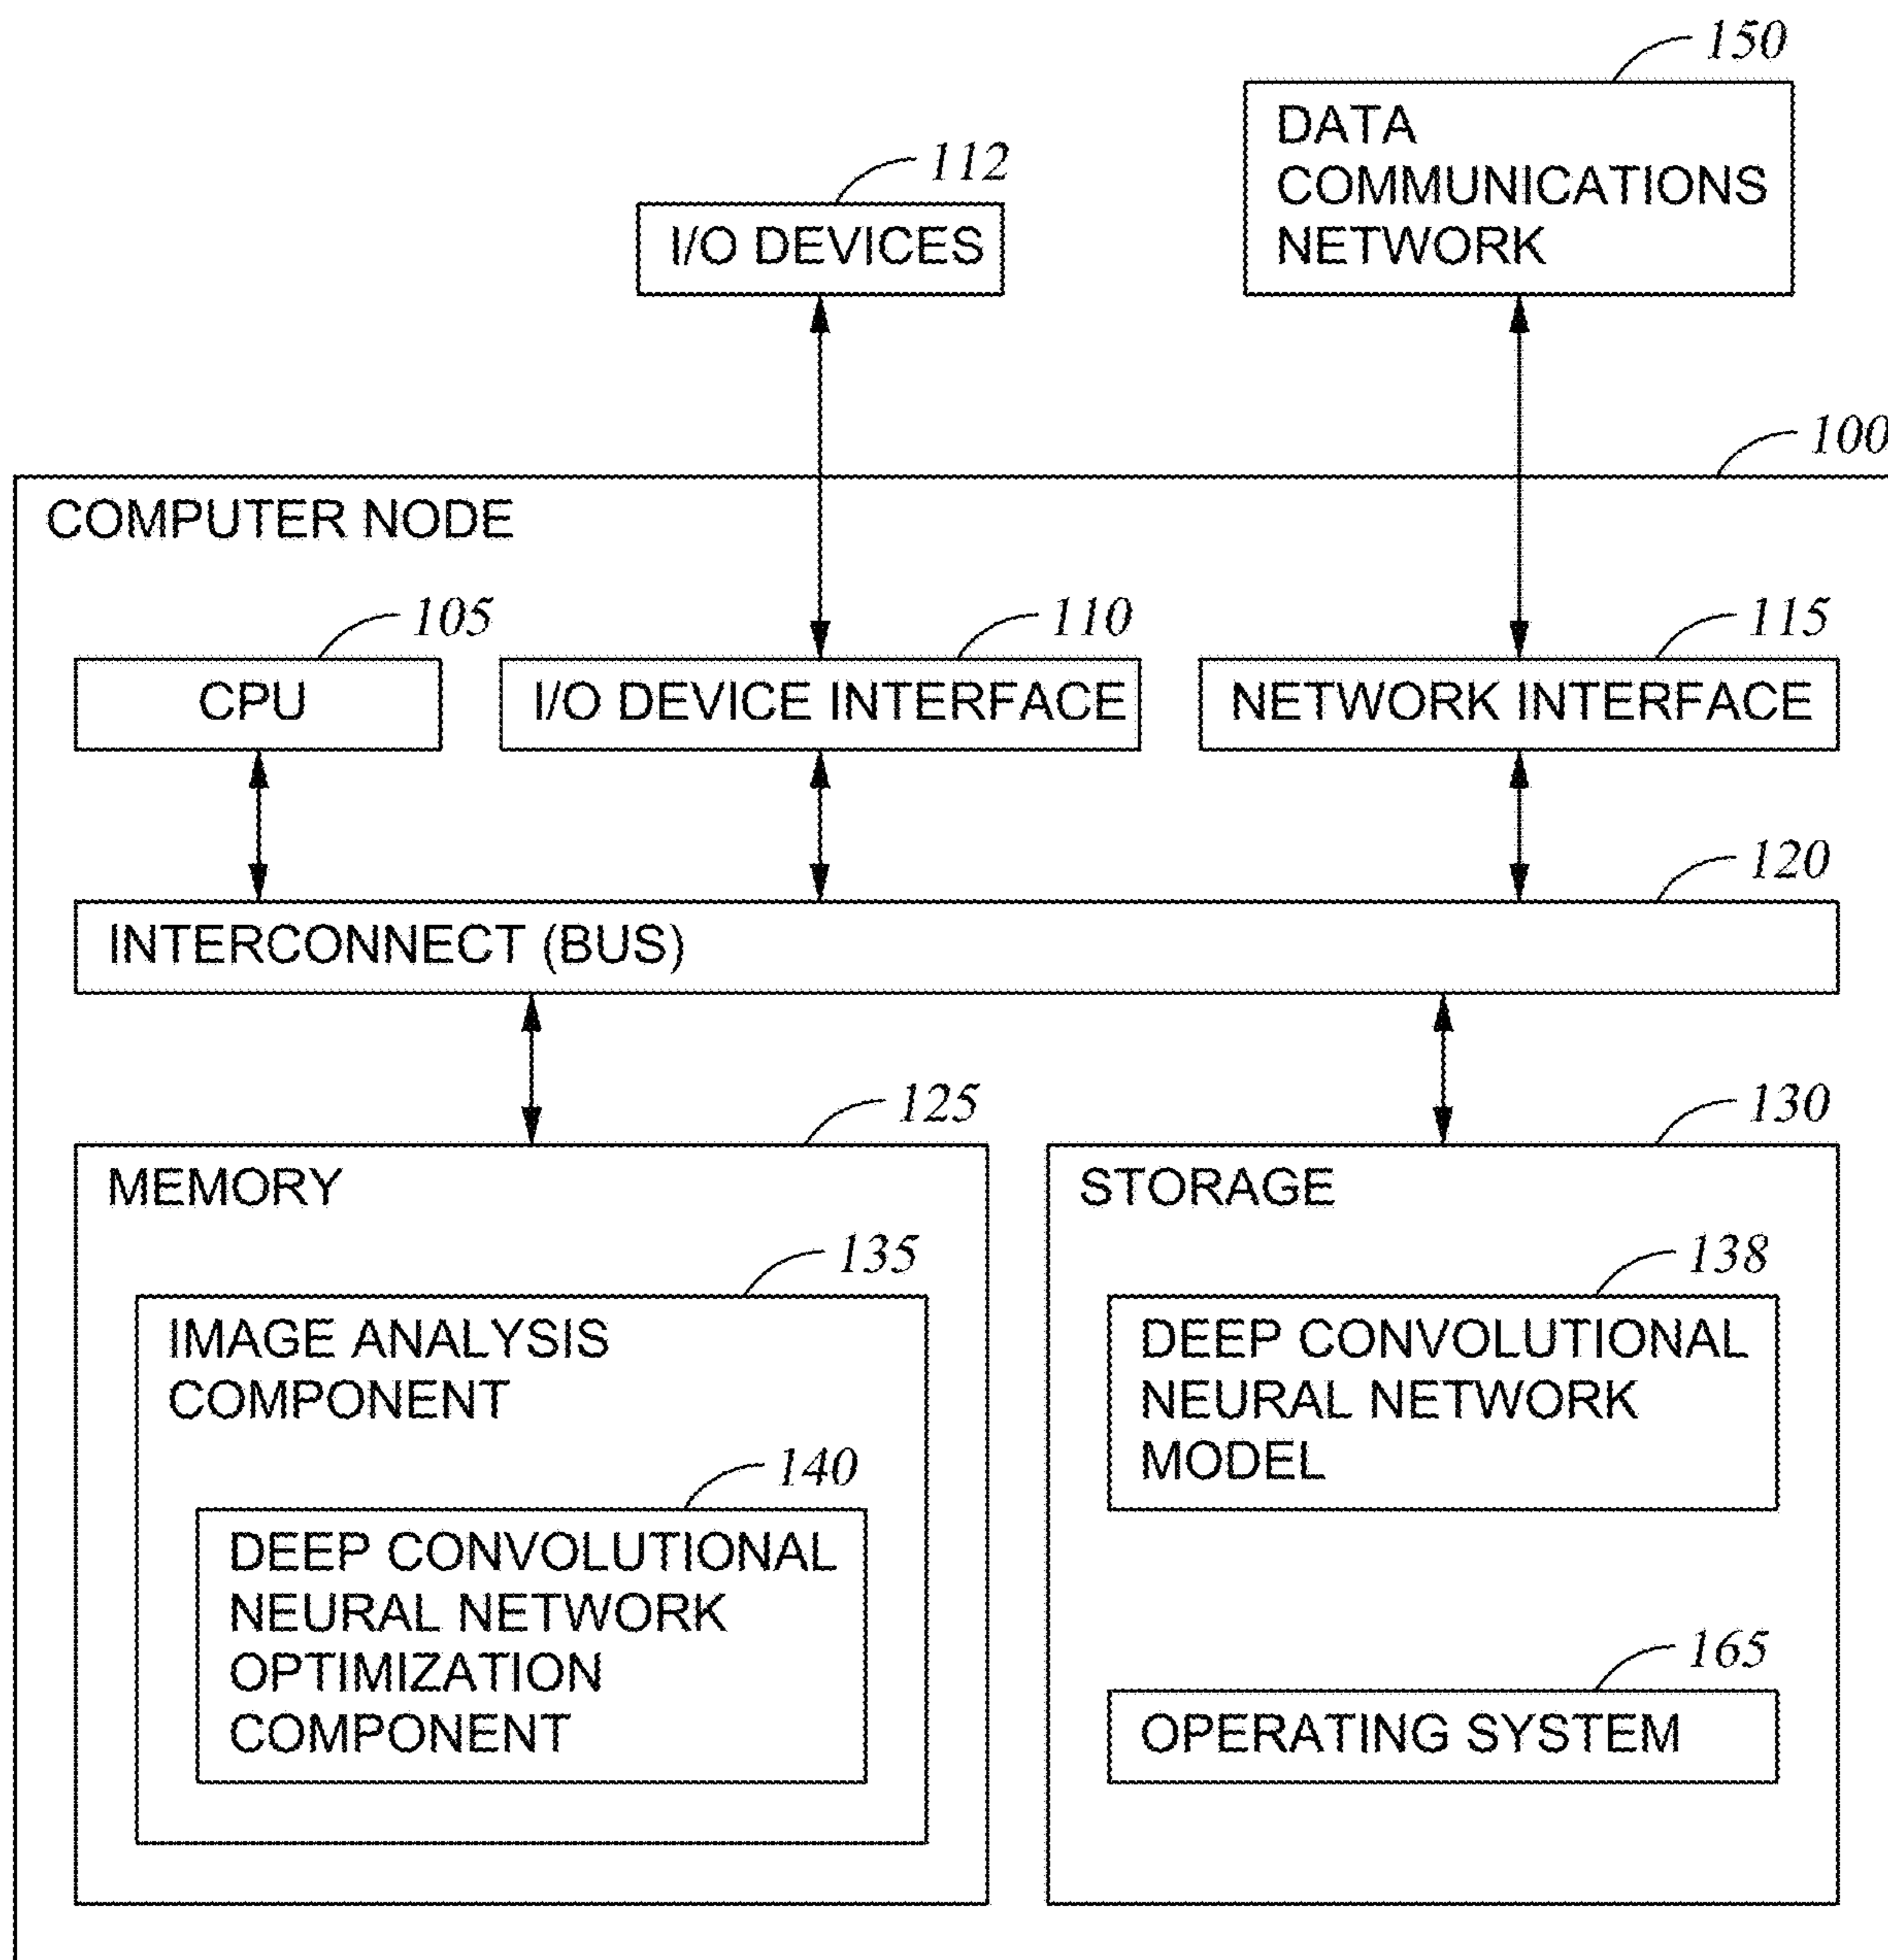 150
DATA
COMMUNICATIONS
NETWORK
112
I/O DEVICES
100
COMPUTER NODE
105
CPU
110
I/O DEVICE INTERFACE
115
NETWORK INTERFACE
120
INTERCONNECT (BUS)
125
MEMORY
135
IMAGE ANALYSIS
COMPONENT
140
DEEP CONVOLUTIONAL
NEURAL NETWORK
OPTIMIZATION
COMPONENT
130
STORAGE
138
DEEP CONVOLUTIONAL
NEURAL NETWORK
MODEL
165
OPERATING SYSTEM